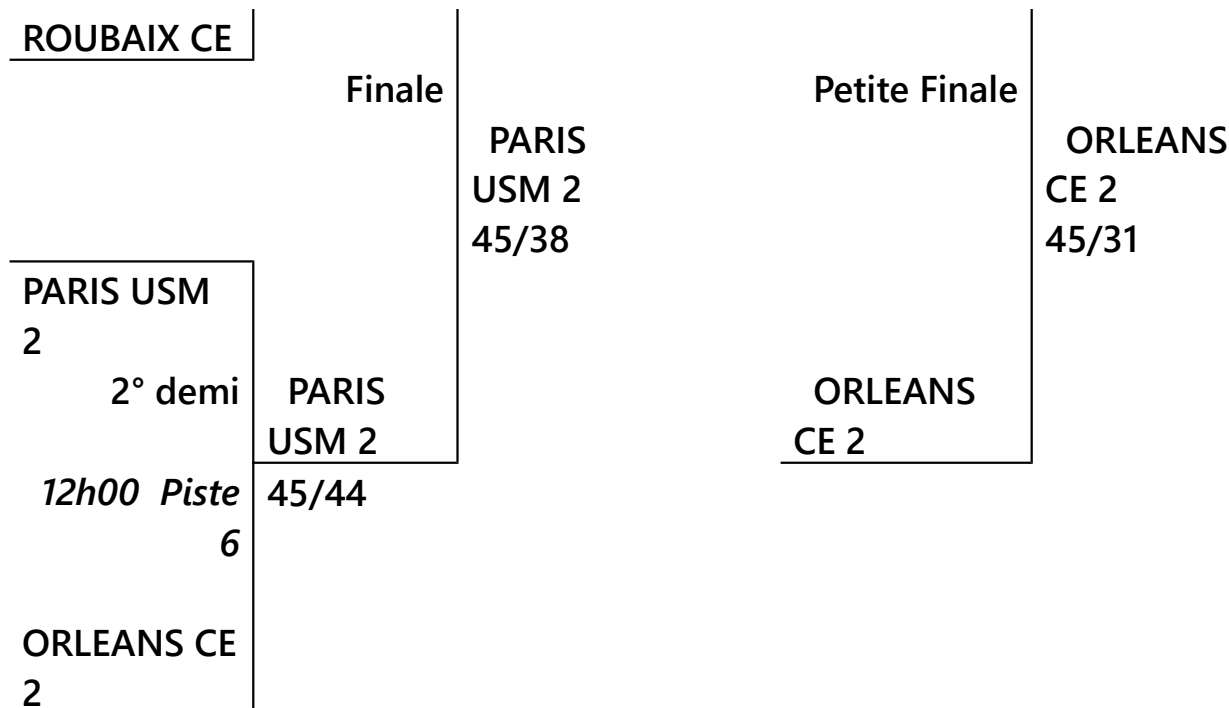 ROUBAIX CE
Finale
PARIS
USM 2
45/38
PARIS USM
2
2° demi
PARIS
USM 2
12h00 Piste
6
45/44
ORLEANS CE
2
Petite Finale
ORLEANS
CE 2
45/31
ORLEANS
CE 2